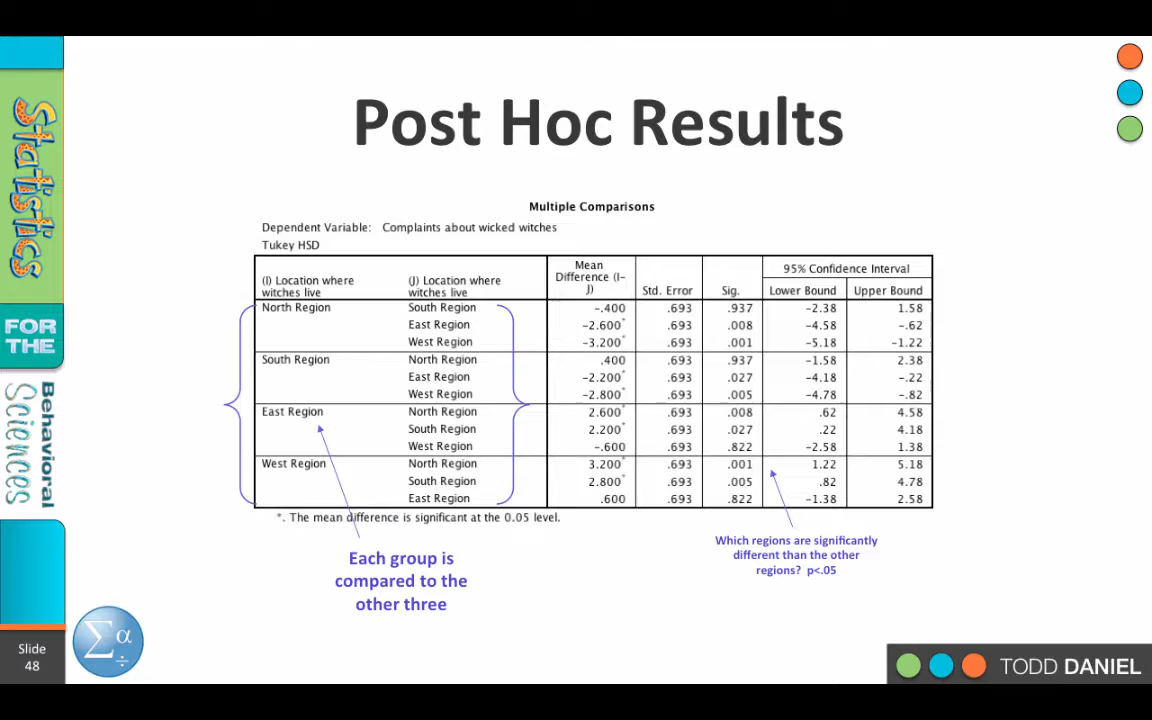 Statistics
FOR
THE
Behavioral
Sciences
Slide
48
Post Hoc Results
Multiple Comparisons
Dependent Variable: Complaints about wicked witches
Tukey HSD
(I) Location where witches live (J) Location where witches live Mean Difference (I-J) Std. Error Sig. 95% Confidence Interval
Lower Bound Upper Bound
North Region South Region -.400 .693 .937 -2.38 1.58
East Region -2.600* .693 .008 -4.58 -.62
West Region -3.200* .693 .001 -5.18 -1.22
South Region North Region .400 .693 .937 -1.58 2.38
East Region -2.200* .693 .027 -4.18 -.22
West Region -2.800* .693 .005 -4.78 -.82
East Region North Region 2.600* .693 .008 .62 4.58
South Region 2.200* .693 .027 .22 4.18
West Region -.600 .693 .822 -2.58 1.38
West Region North Region 3.200* .693 .001 1.22 5.18
South Region 2.800* .693 .005 .82 4.78
East Region .600 .693 .822 -1.38 2.58
*. The mean difference is significant at the 0.05 level.
Each group is
compared to the
other three
Which regions are significantly
different than the other
regions? p<.05
Σ α ÷
TODD DANIEL